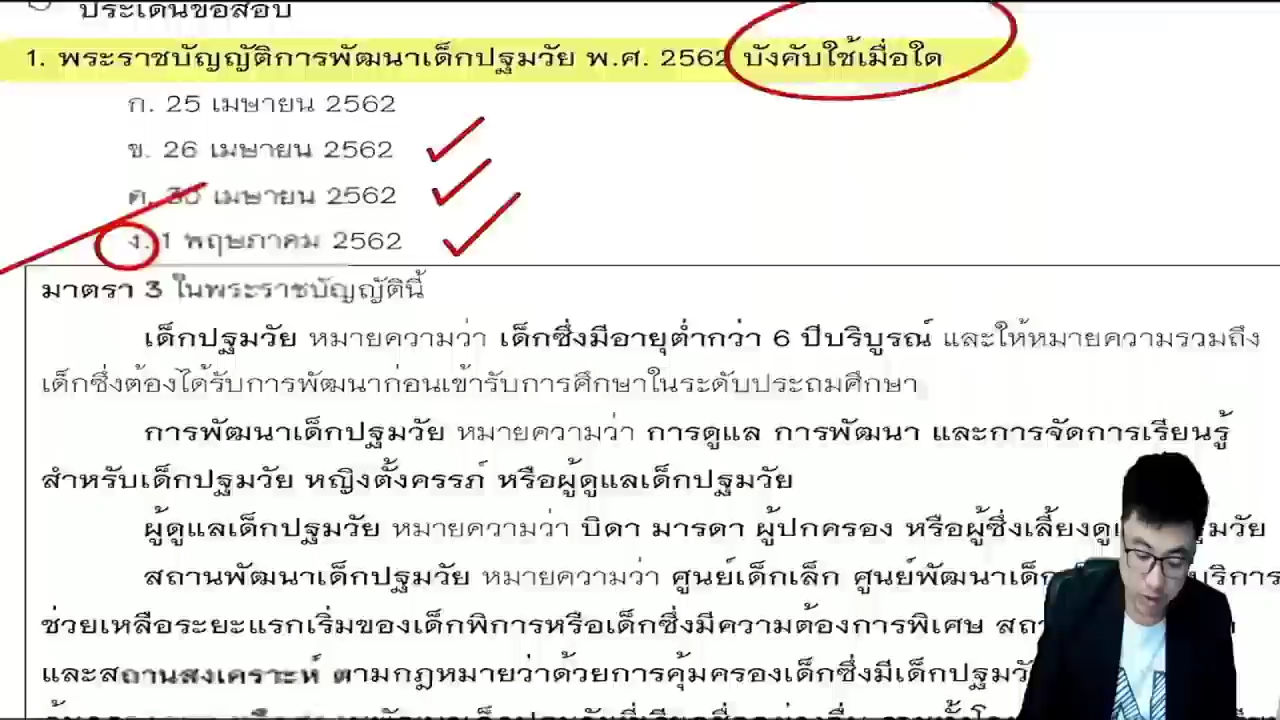 ประเด็นข้อสอบ
1. พระราชบัญญัติการพัฒนาเด็กปฐมวัย พ.ศ. 2562 บังคับใช้เมื่อใด
ก. 25 เมษายน 2562
ข. 26 เมษายน 2562
ค. 30 เมษายน 2562
ง. 1 พฤษภาคม 2562
มาตรา 3 ในพระราชบัญญัตินี้
เด็กปฐมวัย หมายความว่า เด็กซึ่งมีอายุต่ำกว่า 6 ปีบริบูรณ์ และให้หมายความรวมถึง
เด็กซึ่งต้องได้รับการพัฒนาก่อนเข้ารับการศึกษาในระดับประถมศึกษา
การพัฒนาเด็กปฐมวัย หมายความว่า การดูแล การพัฒนา และการจัดการเรียนรู้
สำหรับเด็กปฐมวัย หญิงตั้งครรภ์ หรือผู้ดูแลเด็กปฐมวัย
ผู้ดูแลเด็กปฐมวัย หมายความว่า บิดา มารดา ผู้ปกครอง หรือผู้ซึ่งเลี้ยงดู
สถานพัฒนาเด็กปฐมวัย หมายความว่า ศูนย์เด็กเล็ก ศูนย์พัฒนาเด็ก
ช่วยเหลือระยะแรกเริ่มของเด็กพิการหรือเด็กซึ่งมีความต้องการพิเศษ
และสถานสงเคราะห์ ตามกฎหมายว่าด้วยการคุ้มครองเด็กซึ่งมีเด็กปฐมวั